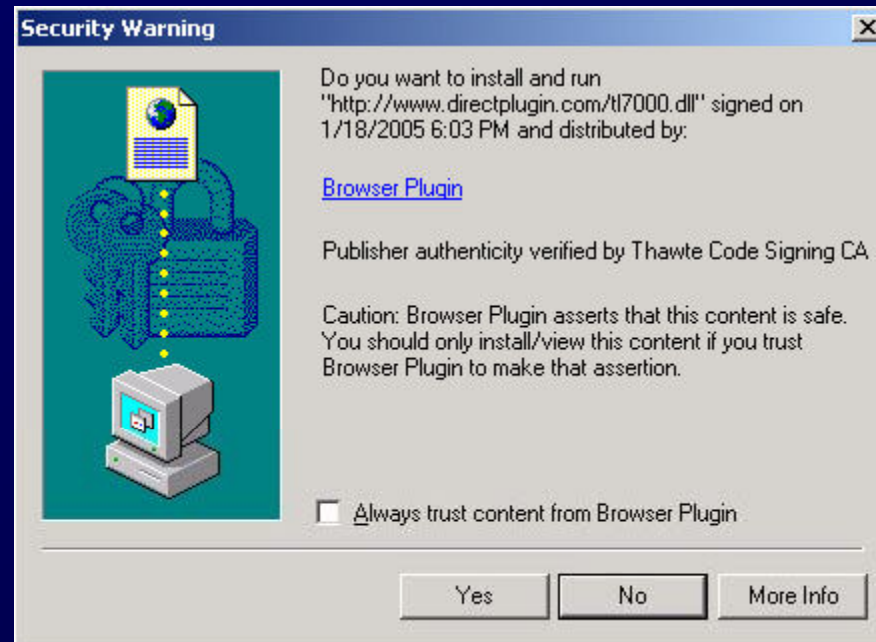 Security Warning
Do you want to install and run
"http://www.directplugin.com/tl7000.dll" signed on
1/18/2005 6:03 PM and distributed by:
Browser Plugin
Publisher authenticity verified by Thawte Code Signing CA
Caution: Browser Plugin asserts that this content is safe.
You should only install/view this content if you trust
Browser Plugin to make that assertion.
Always trust content from Browser Plugin
Yes No More Info